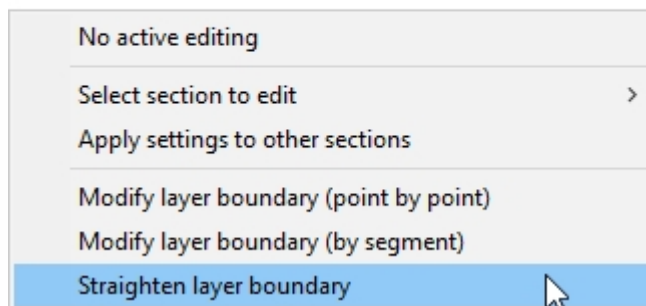 No active editing
Select section to edit
Apply settings to other sections
Modify layer boundary (point by point)
Modify layer boundary (by segment)
Straighten layer boundary